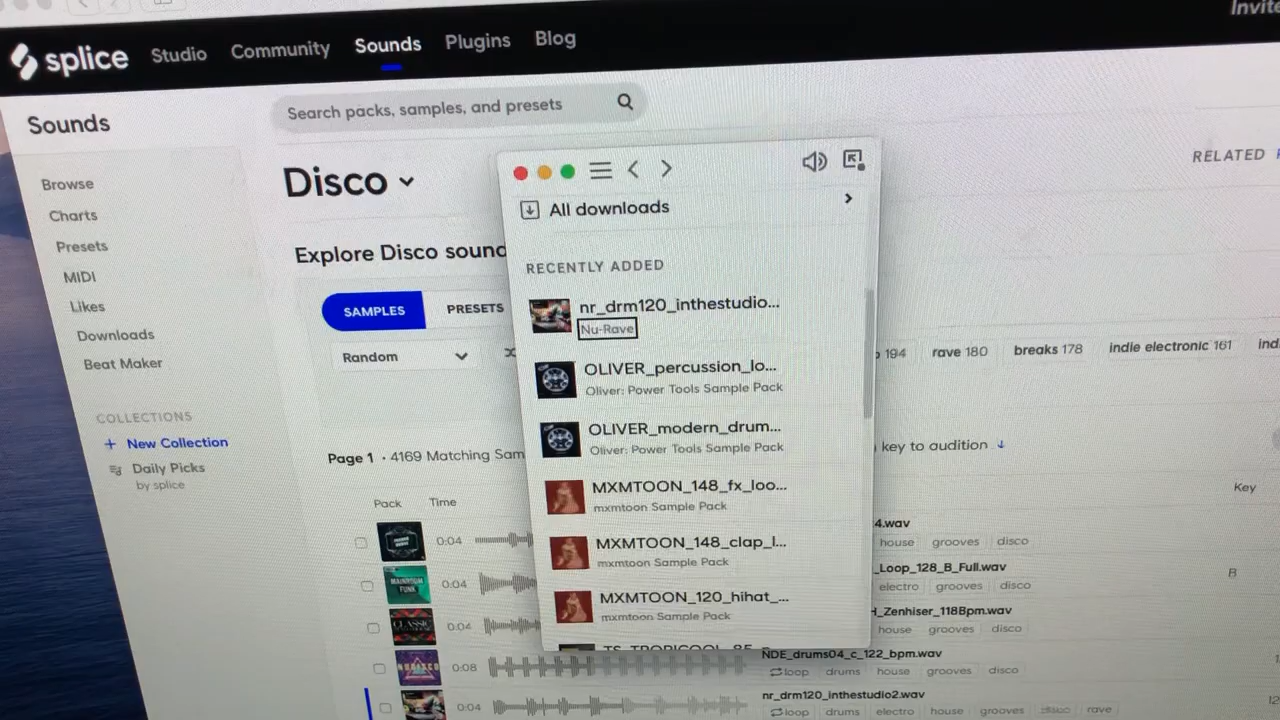 Invite
splice Studio Community Sounds Plugins Blog
Sounds
Search packs, samples, and presets
Browse
Charts
Presets
MIDI
Likes
Downloads
Beat Maker
COLLECTIONS
+ New Collection
Daily Picks
by splice
Disco
RELATED
Explore Disco sound
SAMPLES PRESETS
Random
194 rave 180 breaks 178 indie electronic 161 ind
Page 1 · 4169 Matching Sam
key to audition ↓
Pack Time
Key
All downloads
RECENTLY ADDED
nr_drm120_inthestudio...
Nu-Rave
OLIVER_percussion_lo...
Oliver: Power Tools Sample Pack
OLIVER_modern_drum...
Oliver: Power Tools Sample Pack
MXMTOON_148_fx_loo...
mxmtoon Sample Pack
MXMTOON_148_clap_l...
mxmtoon Sample Pack
MXMTOON_120_hihat_...
mxmtoon Sample Pack
0:04
4.wav
house grooves disco
MAINROOM
FUNK
0:04
_Loop_128_B_Full.wav
electro grooves disco
B
CLASSIC
0:04
_Zenhiser_118Bpm.wav
house grooves disco
NUDISCO
0:08
NDE_drums04_c_122_bpm.wav
loop drums house grooves disco
0:04
nr_drm120_inthestudio2.wav
loop drums electro house grooves disco rave